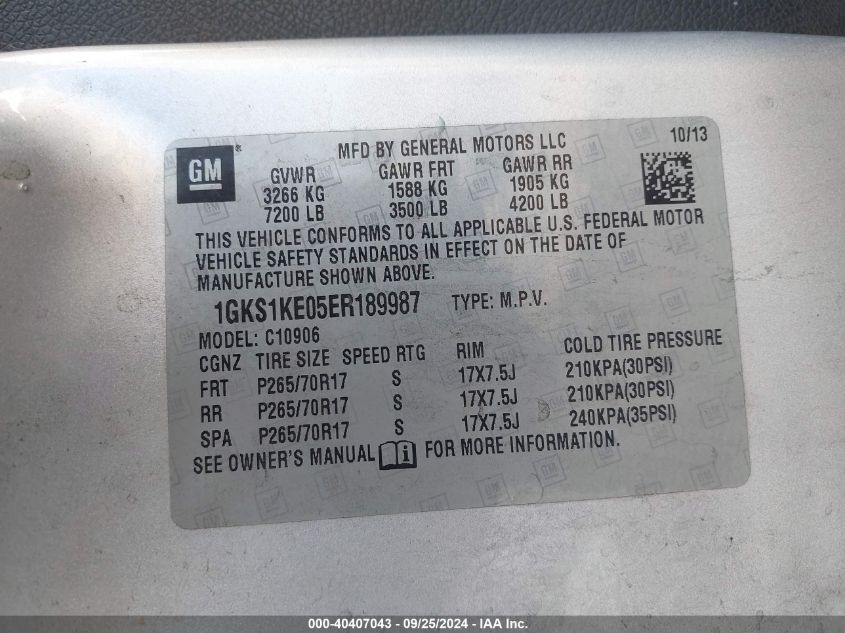 MFD BY GENERAL MOTORS LLC 10/13
GM®
GVWR GAWR FRT GAWR RR
3266 KG 1588 KG 1905 KG
7200 LB 3500 LB 4200 LB
THIS VEHICLE CONFORMS TO ALL APPLICABLE U.S. FEDERAL MOTOR
VEHICLE SAFETY STANDARDS IN EFFECT ON THE DATE OF
MANUFACTURE SHOWN ABOVE.
1GKS1KE05ER189987 TYPE: M.P.V.
MODEL: C10906
CGNZ TIRE SIZE SPEED RTG RIM COLD TIRE PRESSURE
FRT P265/70R17 S 17X7.5J 210KPA(30PSI)
RR P265/70R17 S 17X7.5J 210KPA(30PSI)
SPA P265/70R17 S 17X7.5J 240KPA(35PSI)
SEE OWNER'S MANUAL i FOR MORE INFORMATION.
000-40407043 - 09/25/2024 - IAA Inc.